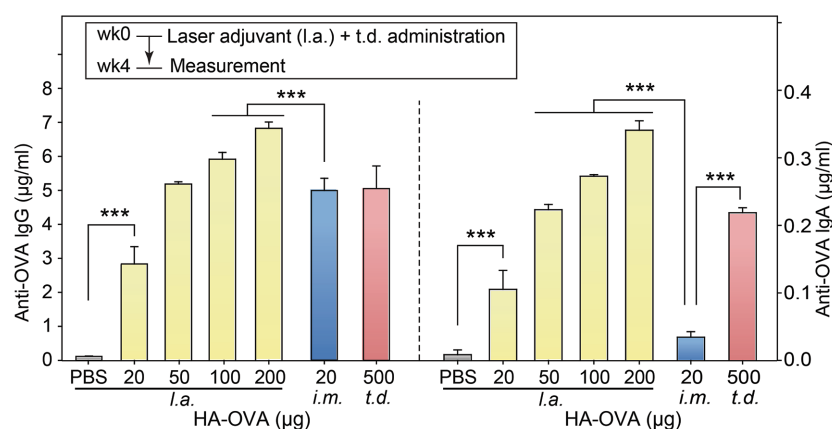 wk0 Laser adjuvant (l.a.) + t.d. administration
wk4 Measurement
Anti-OVA IgG (µg/ml)
8
7
6
5
4
3
2
1
0
***
***
PBS 20 50 100 200 20 500
l.a. i.m. t.d.
HA-OVA (µg)
***
***
***
PBS 20 50 100 200 20 500
l.a. i.m. t.d.
HA-OVA (µg)
0.4
0.3
0.2
0.1
0.0
Anti-OVA IgA (µg/ml)